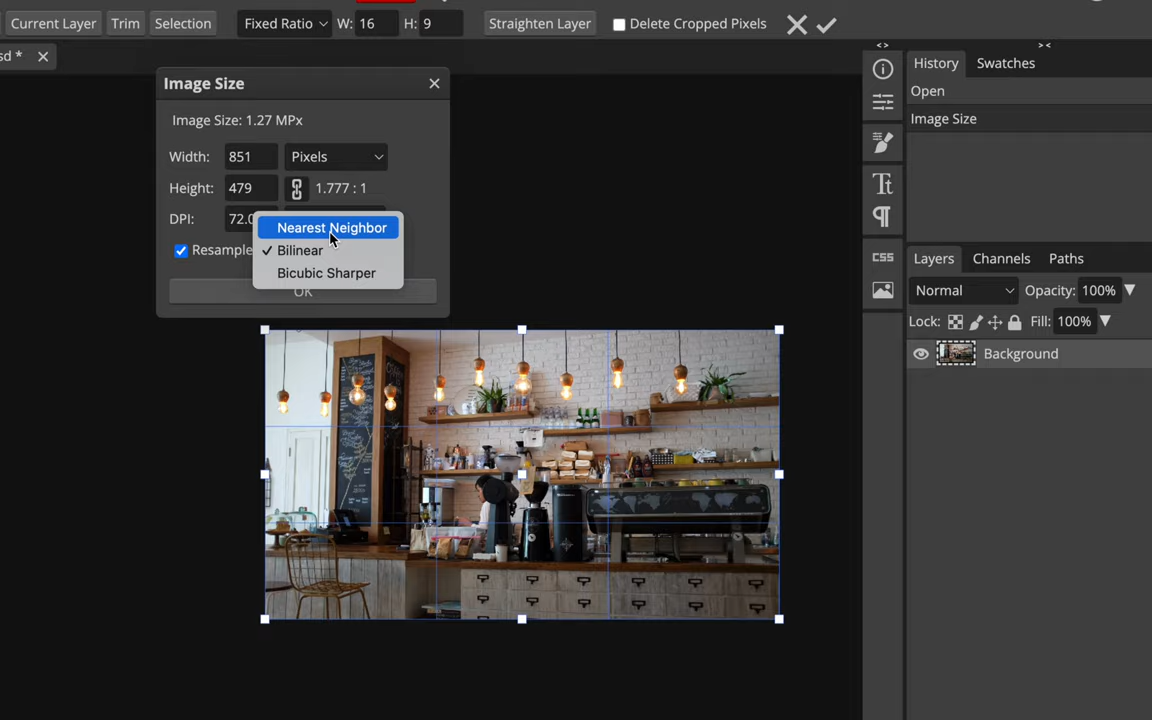 Current Layer Trim Selection Fixed Ratio W: 16 H: 9 Straighten Layer Delete Cropped Pixels
sd *
Image Size
Image Size: 1.27 MPx
Width: 851 Pixels
Height: 479 1.777 : 1
DPI: 72.0
Nearest Neighbor
Resample ✓ Bilinear
Bicubic Sharper
OK
History Swatches
Open
Image Size
CSS
Layers Channels Paths
Normal Opacity: 100%
Lock: Fill: 100%
Background